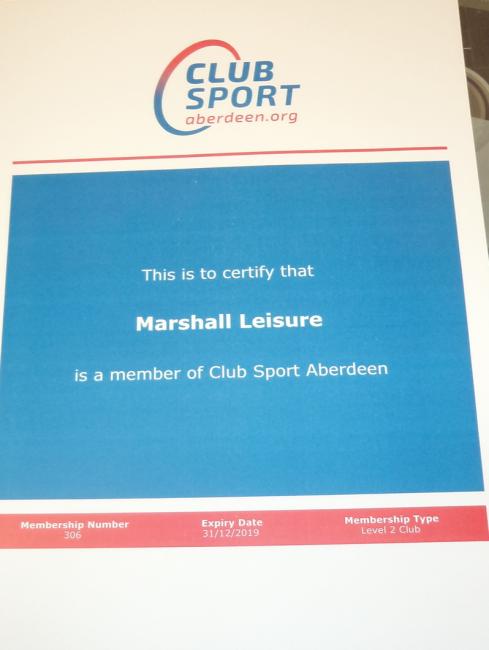 CLUB
SPORT
aberdeen.org
This is to certify that
Marshall Leisure
is a member of Club Sport Aberdeen
Membership Number
306
Expiry Date
31/12/2019
Membership Type
Level 2 Club